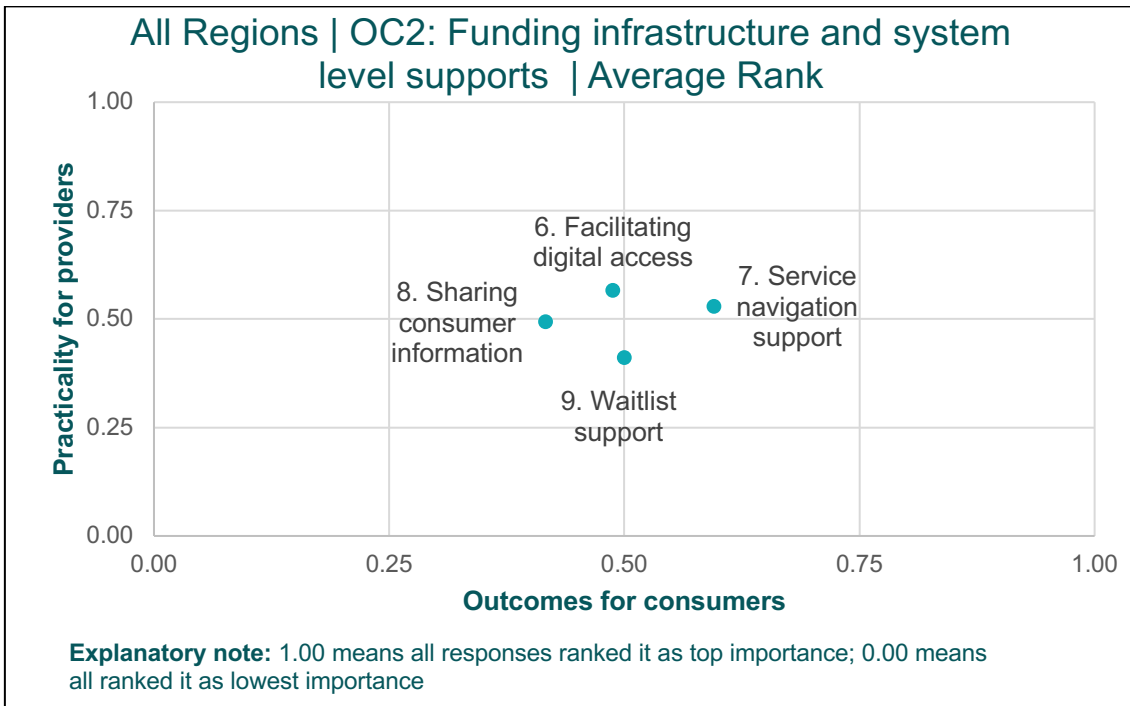 All Regions | OC2: Funding infrastructure and system
level supports  | Average Rank
1.00
0.75
0.50
0.25
0.00
Practicality for providers
6. Facilitating
digital access
7. Service
navigation
support
8. Sharing
consumer
information
9. Waitlist
support
0.00
0.25
0.50
0.75
1.00
Outcomes for consumers
Explanatory note: 1.00 means all responses ranked it as top importance; 0.00 means
all ranked it as lowest importance